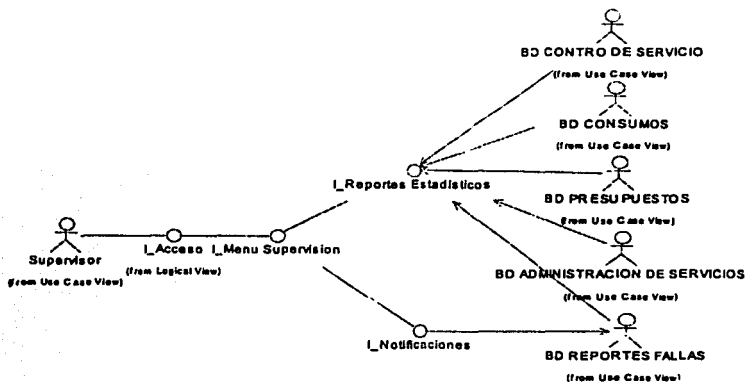 BD CONTRO DE SERVICIO
(from Use Case View)
BD CONSUMOS
(from Use Case View)
I_Reportes Estadisticos
BD PRESUPUESTOS
(from Use Case View)
I_Acceso I_Menu Supervision
Supervisor
(from Logical View)
(from Use Case View)
BD ADMINISTRACION DE SERVICIOS
(from Use Case View)
I_Notificaciones
BD REPORTES FALLAS
(from Use Case View)